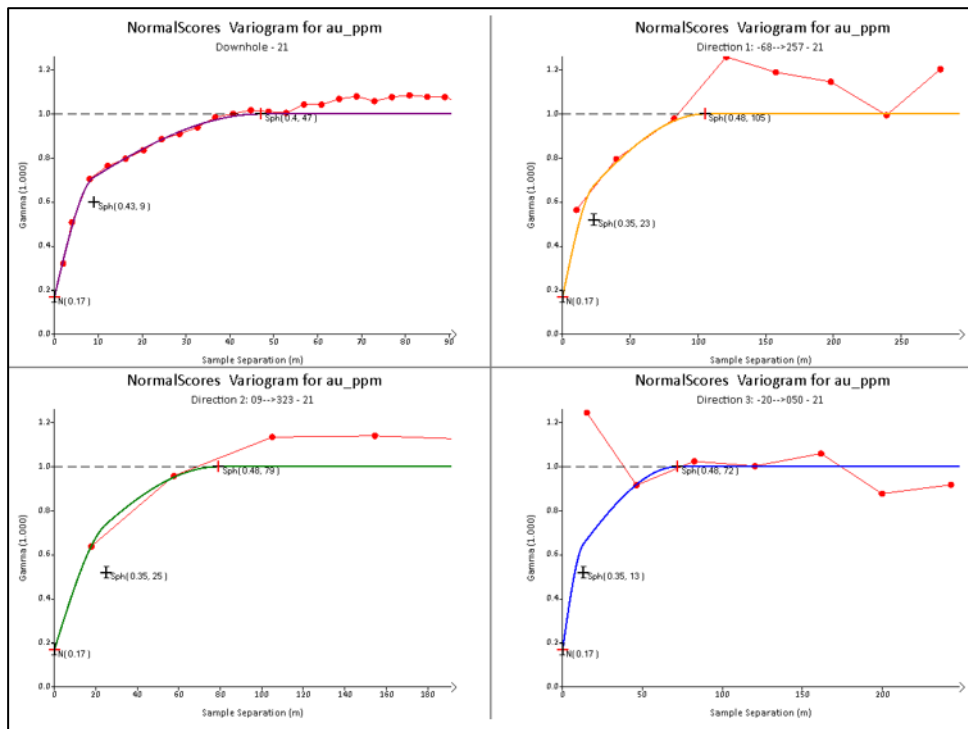 NormalScores Variogram for au_ppm
Downhole - 21
Gamma (1.000)
1.2
1.0
0.8
0.6
0.4
0.2
0.0
Sph( 0.4, 47 )
Sph( 0.43, 9 )
N( 0.17 )
0 10 20 30 40 50 60 70 80 90
Sample Separation (m)
NormalScores Variogram for au_ppm
Direction 1: -68-->257 - 21
Gamma (1.000)
1.2
1.0
0.8
0.6
0.4
0.2
0.0
Sph( 0.48, 105 )
Sph( 0.35, 23 )
N( 0.17 )
0 50 100 150 200 250
Sample Separation (m)
NormalScores Variogram for au_ppm
Direction 2: 09-->323 - 21
Gamma (1.000)
1.2
1.0
0.8
0.6
0.4
0.2
0.0
Sph( 0.48, 79 )
Sph( 0.35, 25 )
N( 0.17 )
0 20 40 60 80 100 120 140 160 180
Sample Separation (m)
NormalScores Variogram for au_ppm
Direction 3: -20-->050 - 21
Gamma (1.000)
1.2
1.0
0.8
0.6
0.4
0.2
0.0
Sph( 0.48, 72 )
Sph( 0.35, 13 )
N( 0.17 )
0 50 100 150 200
Sample Separation (m)